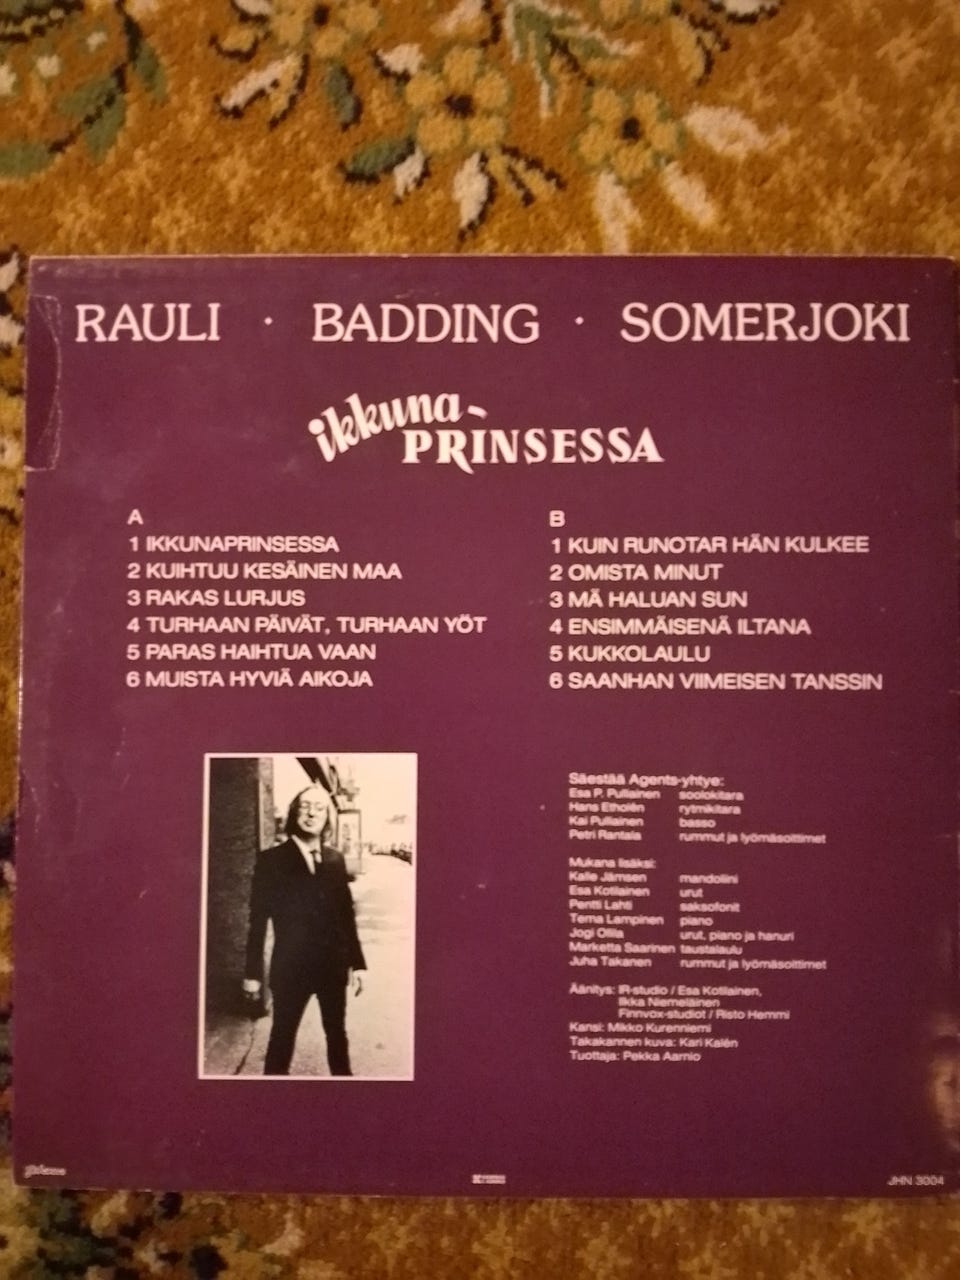 RAULI · BADDING · SOMERJOKI
ikkuna-
PRINSESSA
A
1 IKKUNAPRINSESSA
2 KUIHTUU KESÄINEN MAA
3 RAKAS LURJUS
4 TURHAAN PÄIVÄT, TURHAAN YÖT
5 PARAS HAIHTUA VAAN
6 MUISTA HYVIÄ AIKOJA
B
1 KUIN RUNOTAR HÄN KULKEE
2 OMISTA MINUT
3 MÄ HALUAN SUN
4 ENSIMMÄISENÄ ILTANA
5 KUKKOLAULU
6 SAANHAN VIIMEISEN TANSSIN
Säestää Agents-yhtye:
Esa P. Pulliainen soolokitara
Hans Etholén rytmikitara
Kai Pulliainen basso
Petri Rantala rummut ja lyömäsoittimet
Mukana lisäksi:
Kalle Jämsen mandoliini
Esa Kotilainen urut
Pentti Lahti saksofonit
Tema Lampinen piano
Jogi Ollila urut, piano ja hanuri
Marketta Saarinen taustalaulu
Juha Takanen rummut ja lyömäsoittimet
Äänitys: IR-studio / Esa Kotilainen,
Ilkka Niemeläinen
Finnvox-studiot / Risto Hemmi
Kansi: Mikko Kurenniemi
Takakannen kuva: Kari Kalén
Tuottaja: Pekka Aarnio
JHN 3004